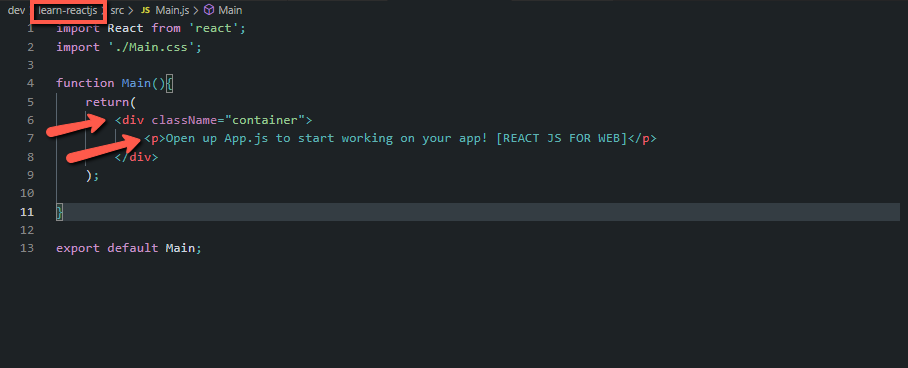 dev learn-reactjs > src > JS Main.js > Main
1 import React from 'react';
2 import './Main.css';
3
4 function Main(){
5 return(
6 <div className="container">
7 <p>Open up App.js to start working on your app! [REACT JS FOR WEB]</p>
8 </div>
9 );
10
11 }
12
13 export default Main;